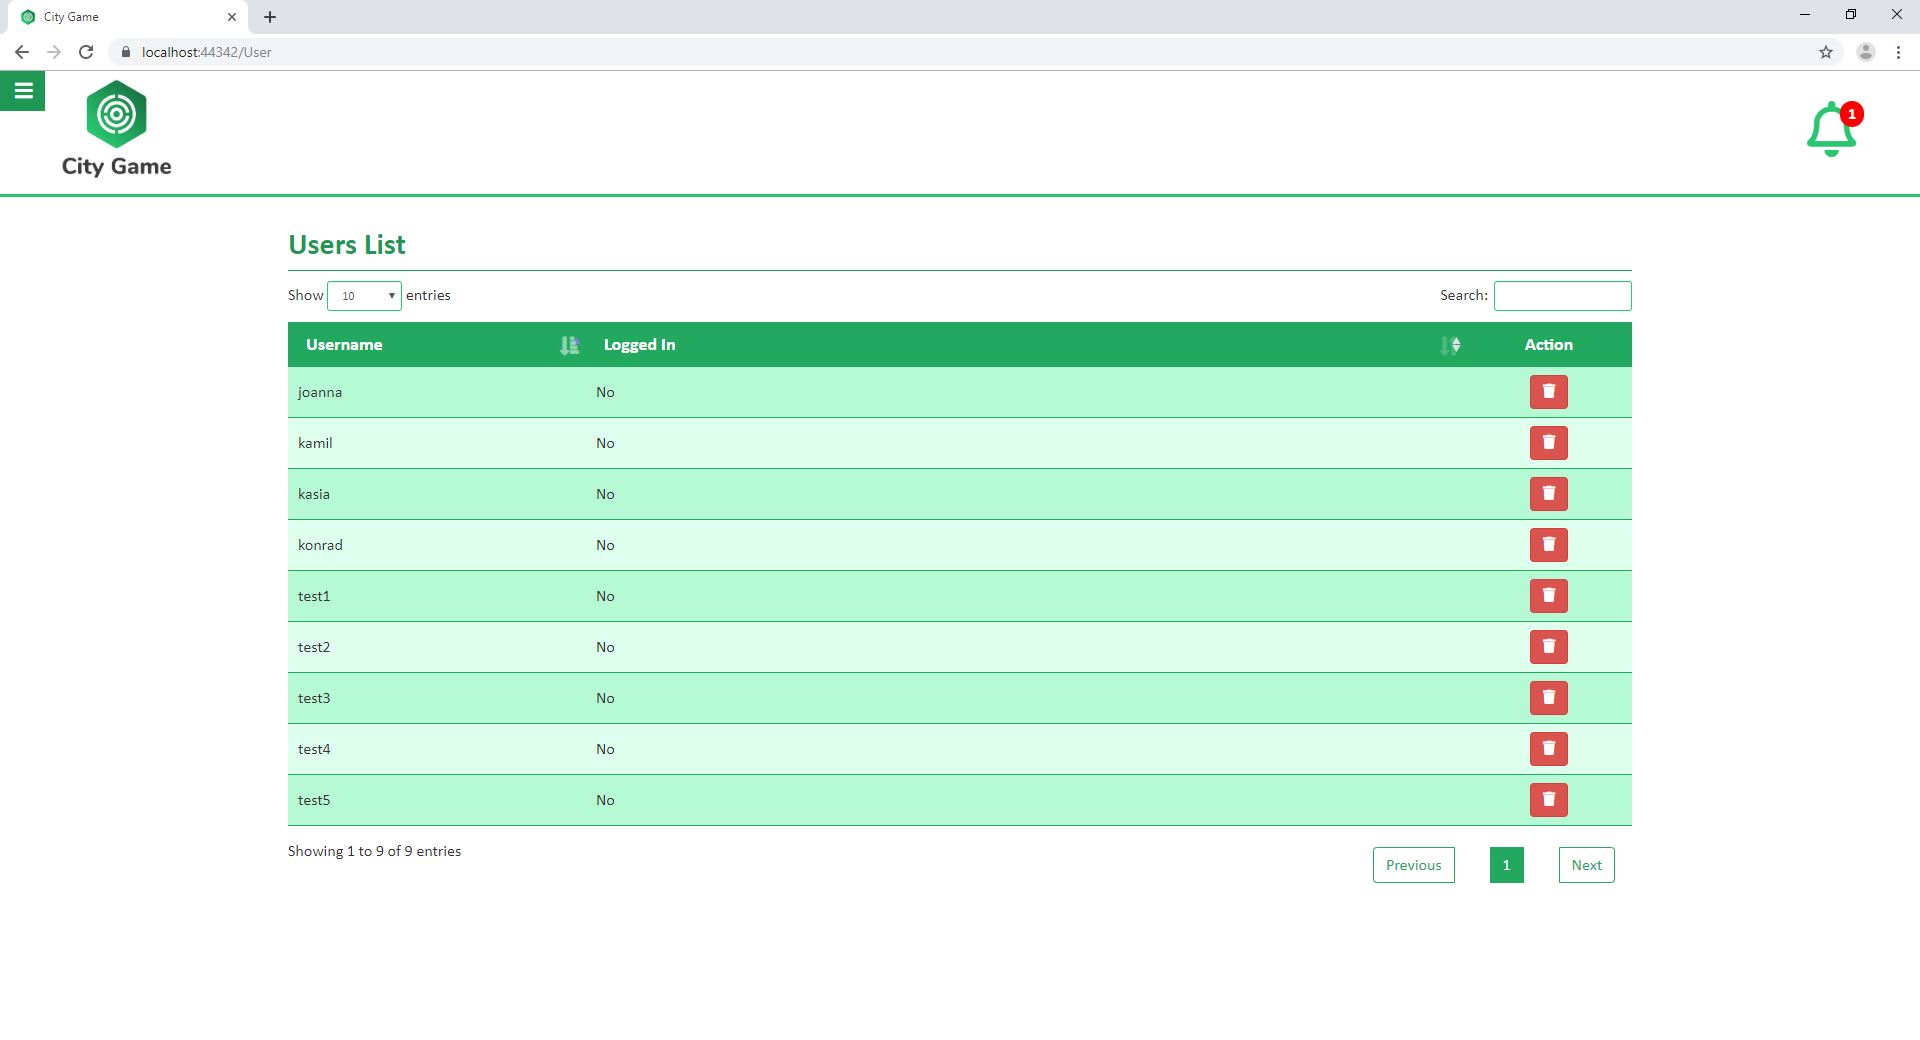 City Game
localhost:44342/User
City Game
1
Users List
Show 10 entries Search:
Username Logged In Action
joanna No
kamil No
kasia No
konrad No
test1 No
test2 No
test3 No
test4 No
test5 No
Showing 1 to 9 of 9 entries
Previous 1 Next